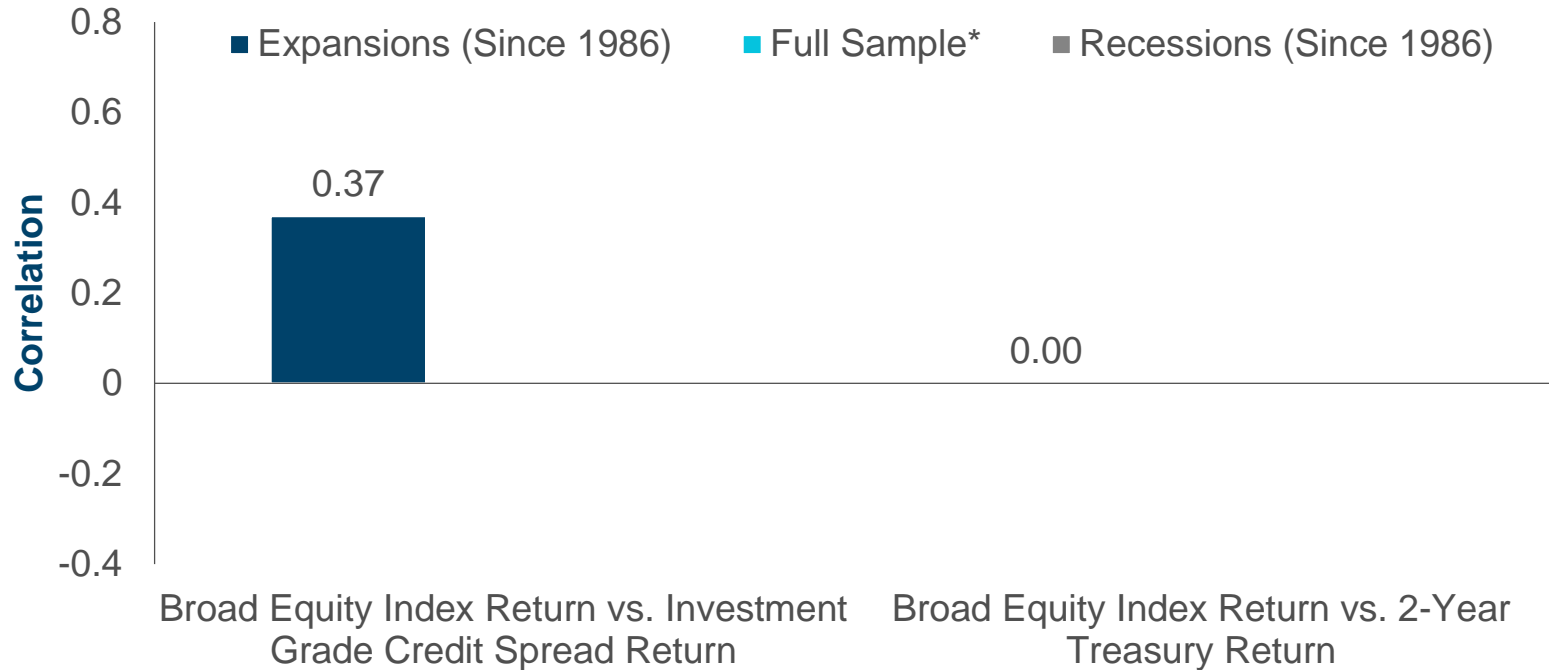 0.8
Expansions (Since 1986) Full Sample* Recessions (Since 1986)
0.6
0.4
0.37
0.2
0
0.00
-0.2
-0.4
Correlation
Broad Equity Index Return vs. Investment
Grade Credit Spread Return
Broad Equity Index Return vs. 2-Year
Treasury Return